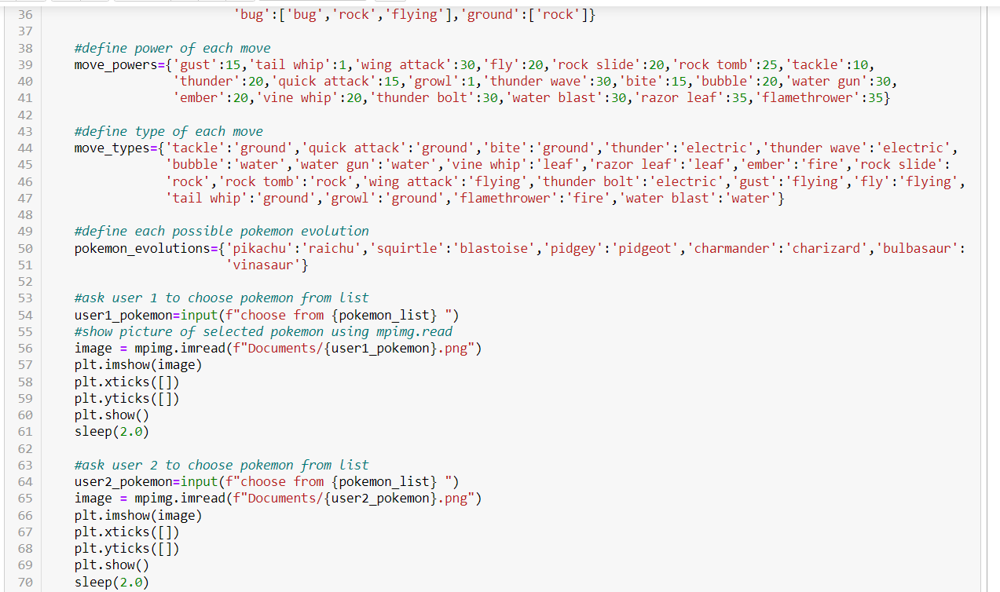 36 'bug':['bug','rock','flying'],'ground':['rock']}
37
38 #define power of each move
39 move_powers={'gust':15,'tail whip':1,'wing attack':30,'fly':20,'rock slide':20,'rock tomb':25,'tackle':10,
40 'thunder':20,'quick attack':15,'growl':1,'thunder wave':30,'bite':15,'bubble':20,'water gun':30,
41 'ember':20,'vine whip':20,'thunder bolt':30,'water blast':30,'razor leaf':35,'flamethrower':35}
42
43 #define type of each move
44 move_types={'tackle':'ground','quick attack':'ground','bite':'ground','thunder':'electric','thunder wave':'electric',
45 'bubble':'water','water gun':'water','vine whip':'leaf','razor leaf':'leaf','ember':'fire','rock slide':
46 'rock','rock tomb':'rock','wing attack':'flying','thunder bolt':'electric','gust':'flying','fly':'flying',
47 'tail whip':'ground','growl':'ground','flamethrower':'fire','water blast':'water'}
48
49 #define each possible pokemon evolution
50 pokemon_evolutions={'pikachu':'raichu','squirtle':'blastoise','pidgey':'pidgeot','charmander':'charizard','bulbasaur':
51 'vinasaur'}
52
53 #ask user 1 to choose pokemon from list
54 user1_pokemon=input(f"choose from {pokemon_list} ")
55 #show picture of selected pokemon using mpimg.read
56 image = mpimg.imread(f"Documents/{user1_pokemon}.png")
57 plt.imshow(image)
58 plt.xticks([])
59 plt.yticks([])
60 plt.show()
61 sleep(2.0)
62
63 #ask user 2 to choose pokemon from list
64 user2_pokemon=input(f"choose from {pokemon_list} ")
65 image = mpimg.imread(f"Documents/{user2_pokemon}.png")
66 plt.imshow(image)
67 plt.xticks([])
68 plt.yticks([])
69 plt.show()
70 sleep(2.0)